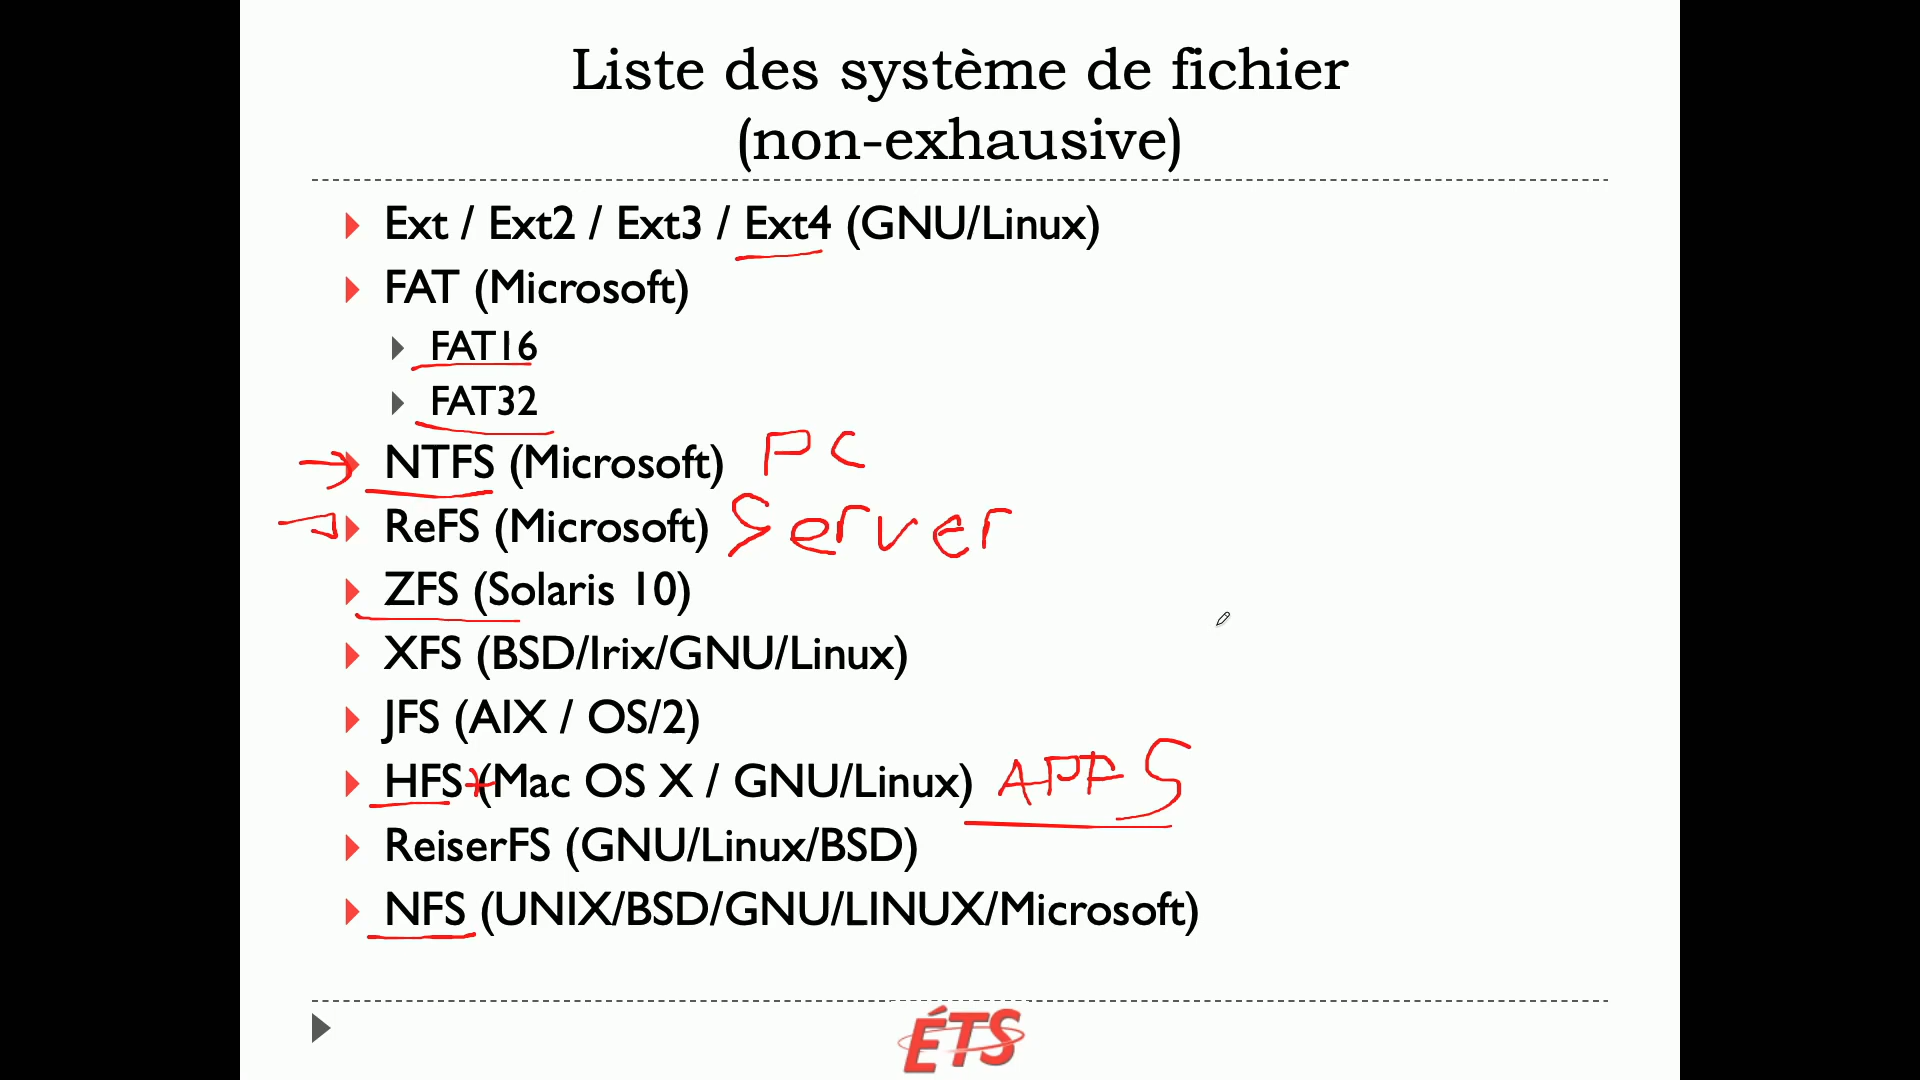 Liste des système de fichier
(non-exhausive)
Ext / Ext2 / Ext3 / Ext4 (GNU/Linux)
FAT (Microsoft)
FAT16
FAT32
NTFS (Microsoft) PC
ReFS (Microsoft) Server
ZFS (Solaris 10)
XFS (BSD/Irix/GNU/Linux)
JFS (AIX / OS/2)
HFS+ (Mac OS X / GNU/Linux) APFS
ReiserFS (GNU/Linux/BSD)
NFS (UNIX/BSD/GNU/LINUX/Microsoft)
ÉTS